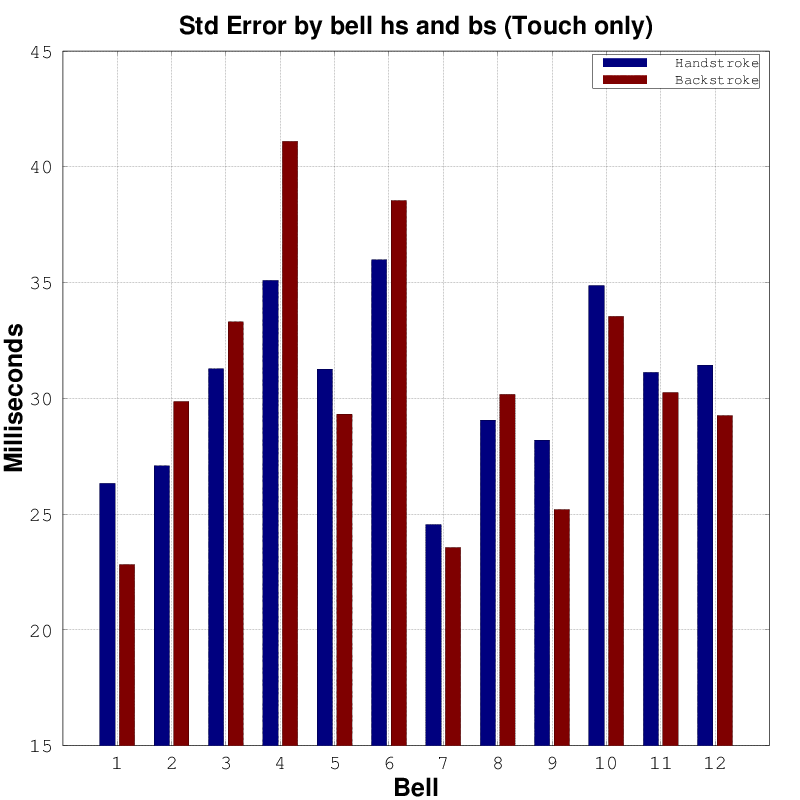 Std Error by bell hs and bs (Touch only)
Handstroke
Backstroke
45
40
35
30
25
20
15
Milliseconds
1 2 3 4 5 6 7 8 9 10 11 12
Bell